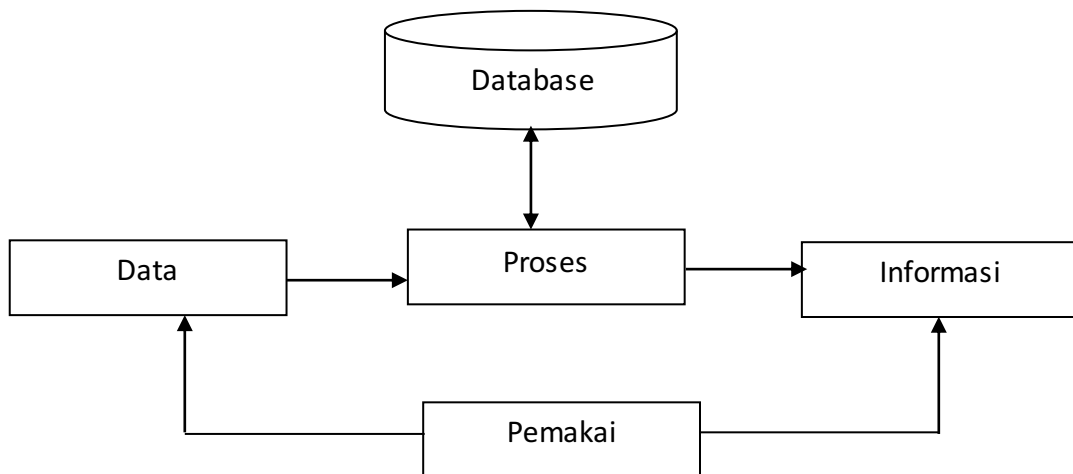 Database
Data
Proses
Informasi
Pemakai